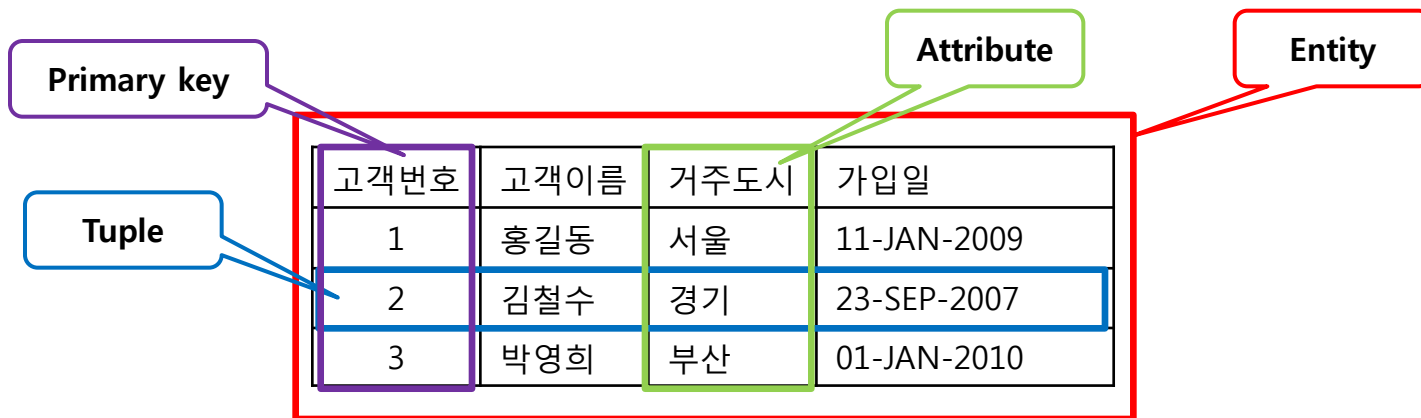 Attribute
Entity
Primary key
고객번호 고객이름 거주도시 가입일
Tuple
1 홍길동 서울 11-JAN-2009
2 김철수 경기 23-SEP-2007
3 박영희 부산 01-JAN-2010